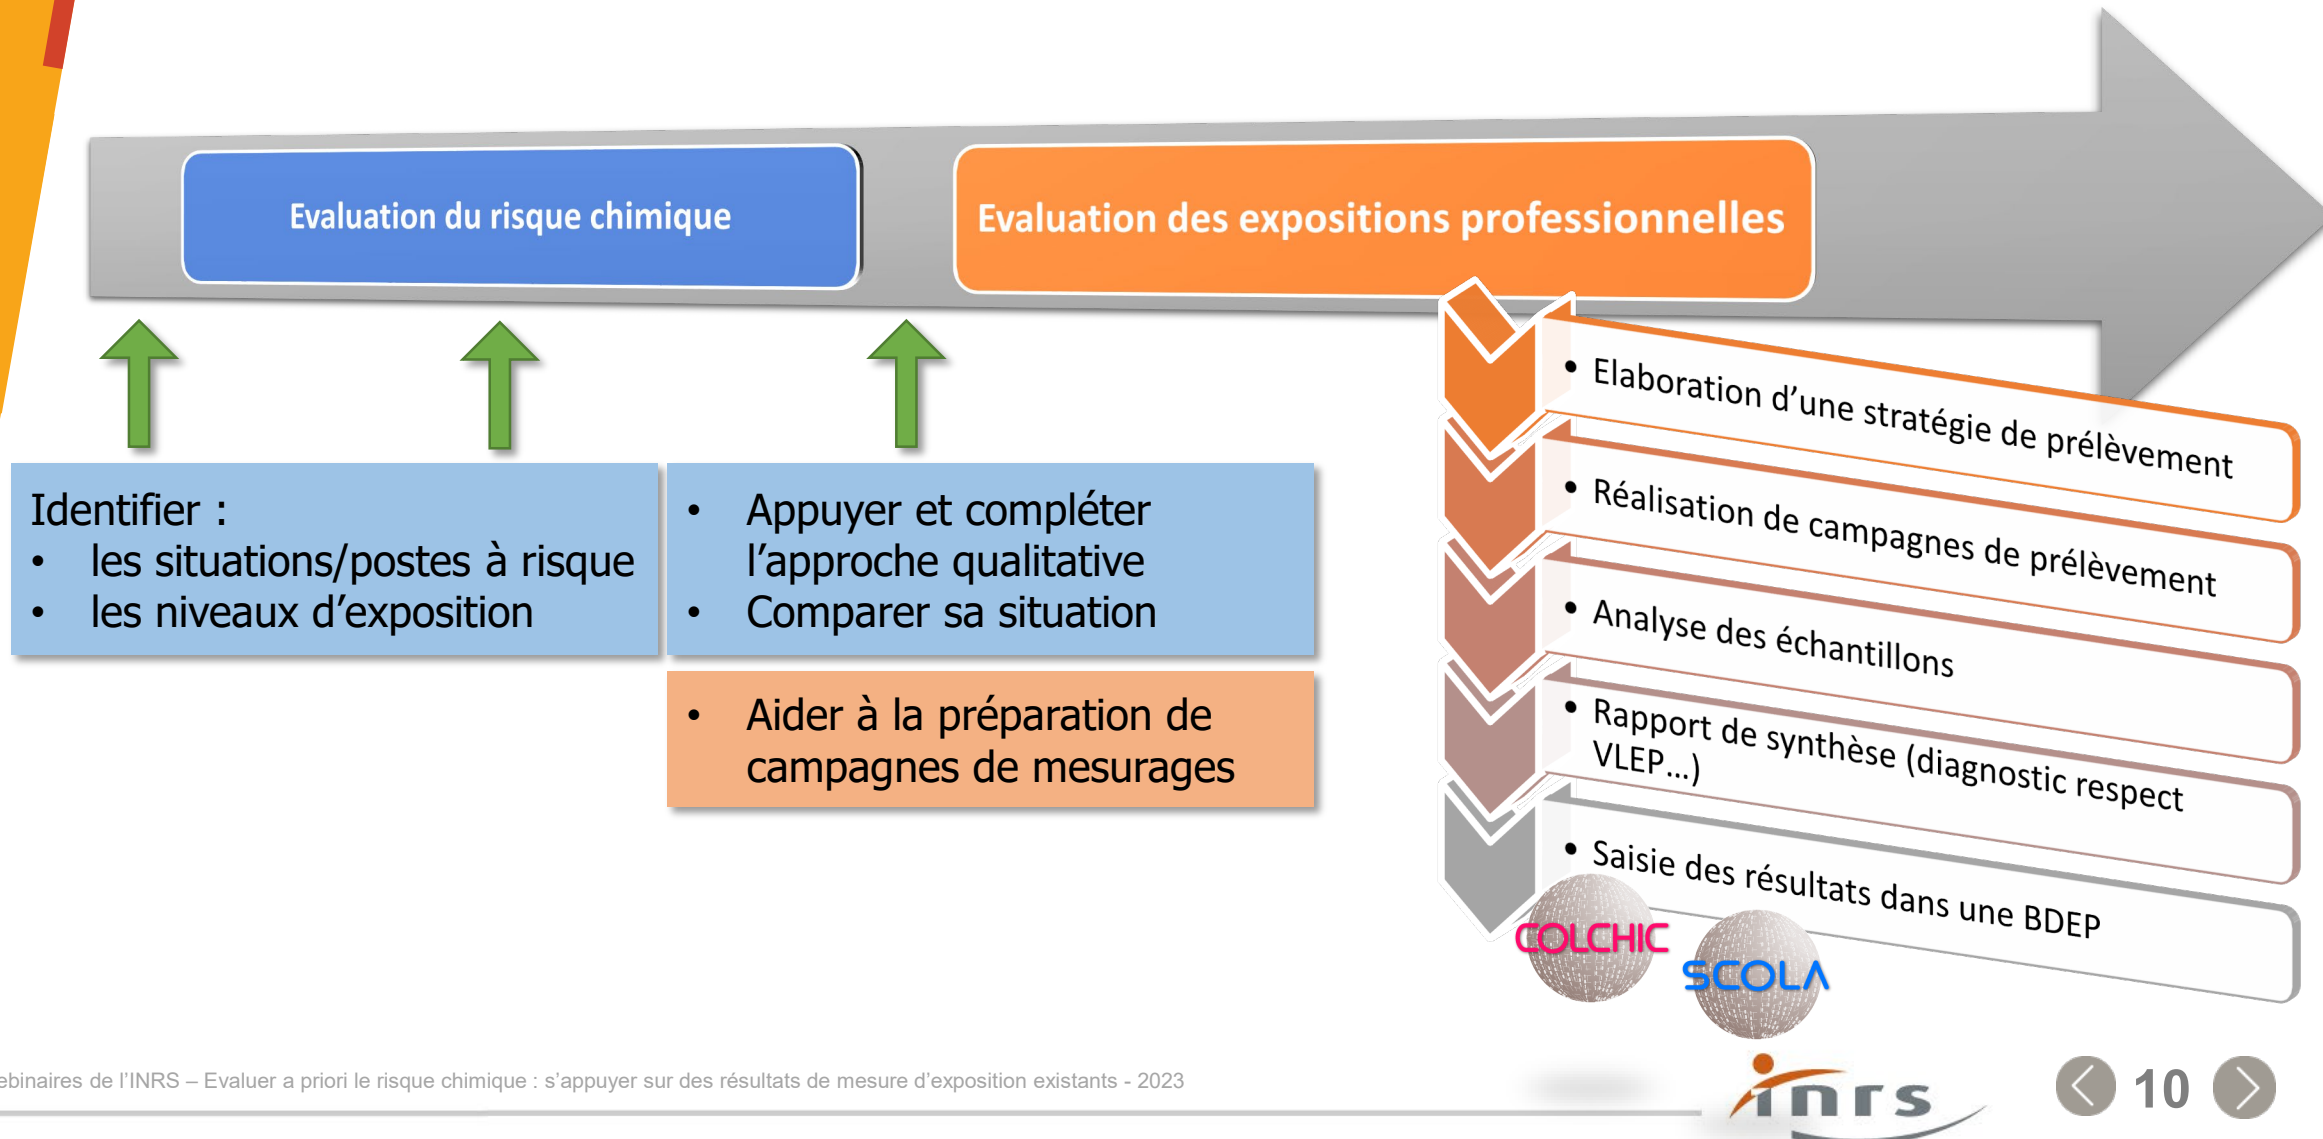 Evaluation du risque chimique
Evaluation des expositions professionnelles
Identifier :
• les situations/postes à risque
• les niveaux d’exposition
• Appuyer et compléter
l’approche qualitative
• Comparer sa situation
• Aider à la préparation de
campagnes de mesurages
• Elaboration d’une stratégie de prélèvement
• Réalisation de campagnes de prélèvement
• Analyse des échantillons
• Rapport de synthèse (diagnostic respect
VLEP…)
• Saisie des résultats dans une BDEP
COLCHIC
SCOLA
de l’INRS – Evaluer a priori le risque chimique : s’appuyer sur des résultats de mesure d’exposition existants - 2023
inrs
10